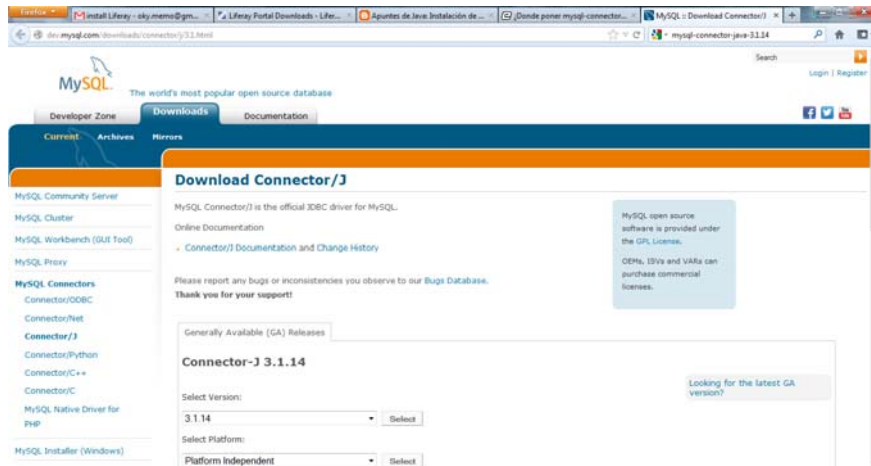 Firefox
install Liferay - oky.memo@gm...
Liferay Portal Downloads - Lifer...
Apuntes de Java: Instalación de ...
¿Donde poner mysql-connector...
MySQL :: Download Connector/J
dev.mysql.com/downloads/connector/j/3.1.html
mysql-connector-java-3.1.14
Search
Login | Register
MySQL
The world's most popular open source database
Developer Zone
Downloads
Documentation
Current
Archives
Mirrors
Download Connector/J
MySQL Community Server
MySQL Cluster
MySQL Workbench (GUI Tool)
MySQL Proxy
MySQL Connectors
Connector/ODBC
Connector/Net
Connector/J
Connector/Python
Connector/C++
Connector/C
MySQL Native Driver for
PHP
MySQL Installer (Windows)
MySQL Connector/J is the official JDBC driver for MySQL.
Online Documentation
Connector/J Documentation and Change History
Please report any bugs or inconsistencies you observe to our Bugs Database.
Thank you for your support!
MySQL open source
software is provided under
the GPL License.
OEMs, ISVs and VARs can
purchase commercial
licenses.
Generally Available (GA) Releases
Connector-J 3.1.14
Looking for the latest GA
version?
Select Version:
3.1.14
Select
Select Platform:
Platform Independent
Select